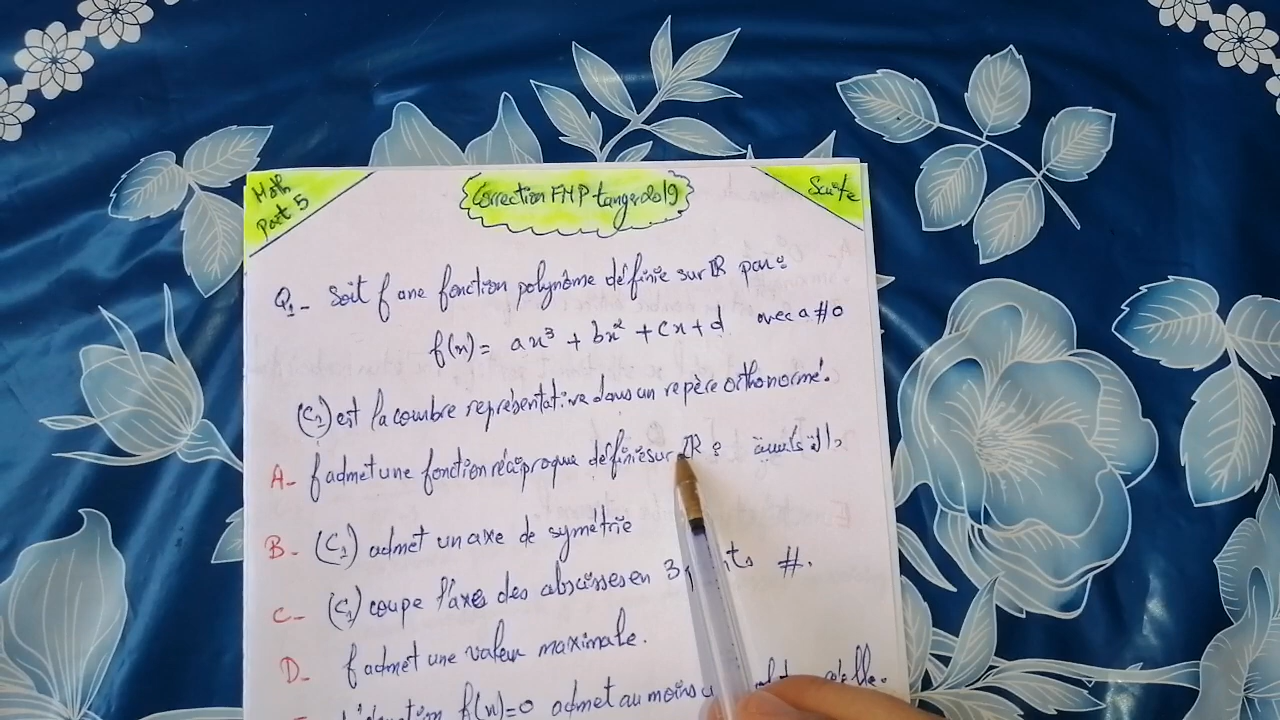 Math
Part 5
Correction FMP tanger 2019
Suite
Q1- Soit f une fonction polynôme définie sur ℝ par:
f(x) = ax³ + bx² + cx + d avec a ≠ 0
(C1) est la courbre représentative dans un repère orthonormé.
A- f admet une fonction réciproque définie sur ℝ :
B- (C1) admet un axe de symétrie
C- (C1) coupe l'axes des abscisses en 3 #.
D- f admet une valeur maximale.
f(x)=0 admet au moins